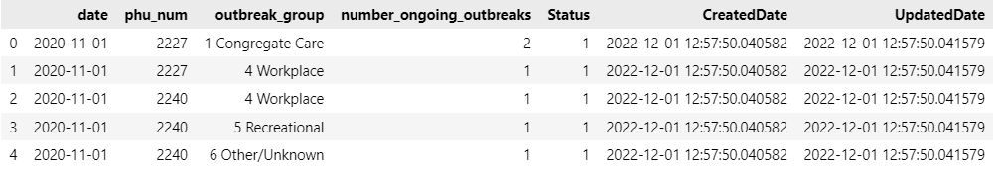 date phu_num outbreak_group number_ongoing_outbreaks Status CreatedDate UpdatedDate
0 2020-11-01 2227 1 Congregate Care 2 1 2022-12-01 12:57:50.040582 2022-12-01 12:57:50.041579
1 2020-11-01 2227 4 Workplace 1 1 2022-12-01 12:57:50.040582 2022-12-01 12:57:50.041579
2 2020-11-01 2240 4 Workplace 1 1 2022-12-01 12:57:50.040582 2022-12-01 12:57:50.041579
3 2020-11-01 2240 5 Recreational 1 1 2022-12-01 12:57:50.040582 2022-12-01 12:57:50.041579
4 2020-11-01 2240 6 Other/Unknown 1 1 2022-12-01 12:57:50.040582 2022-12-01 12:57:50.041579